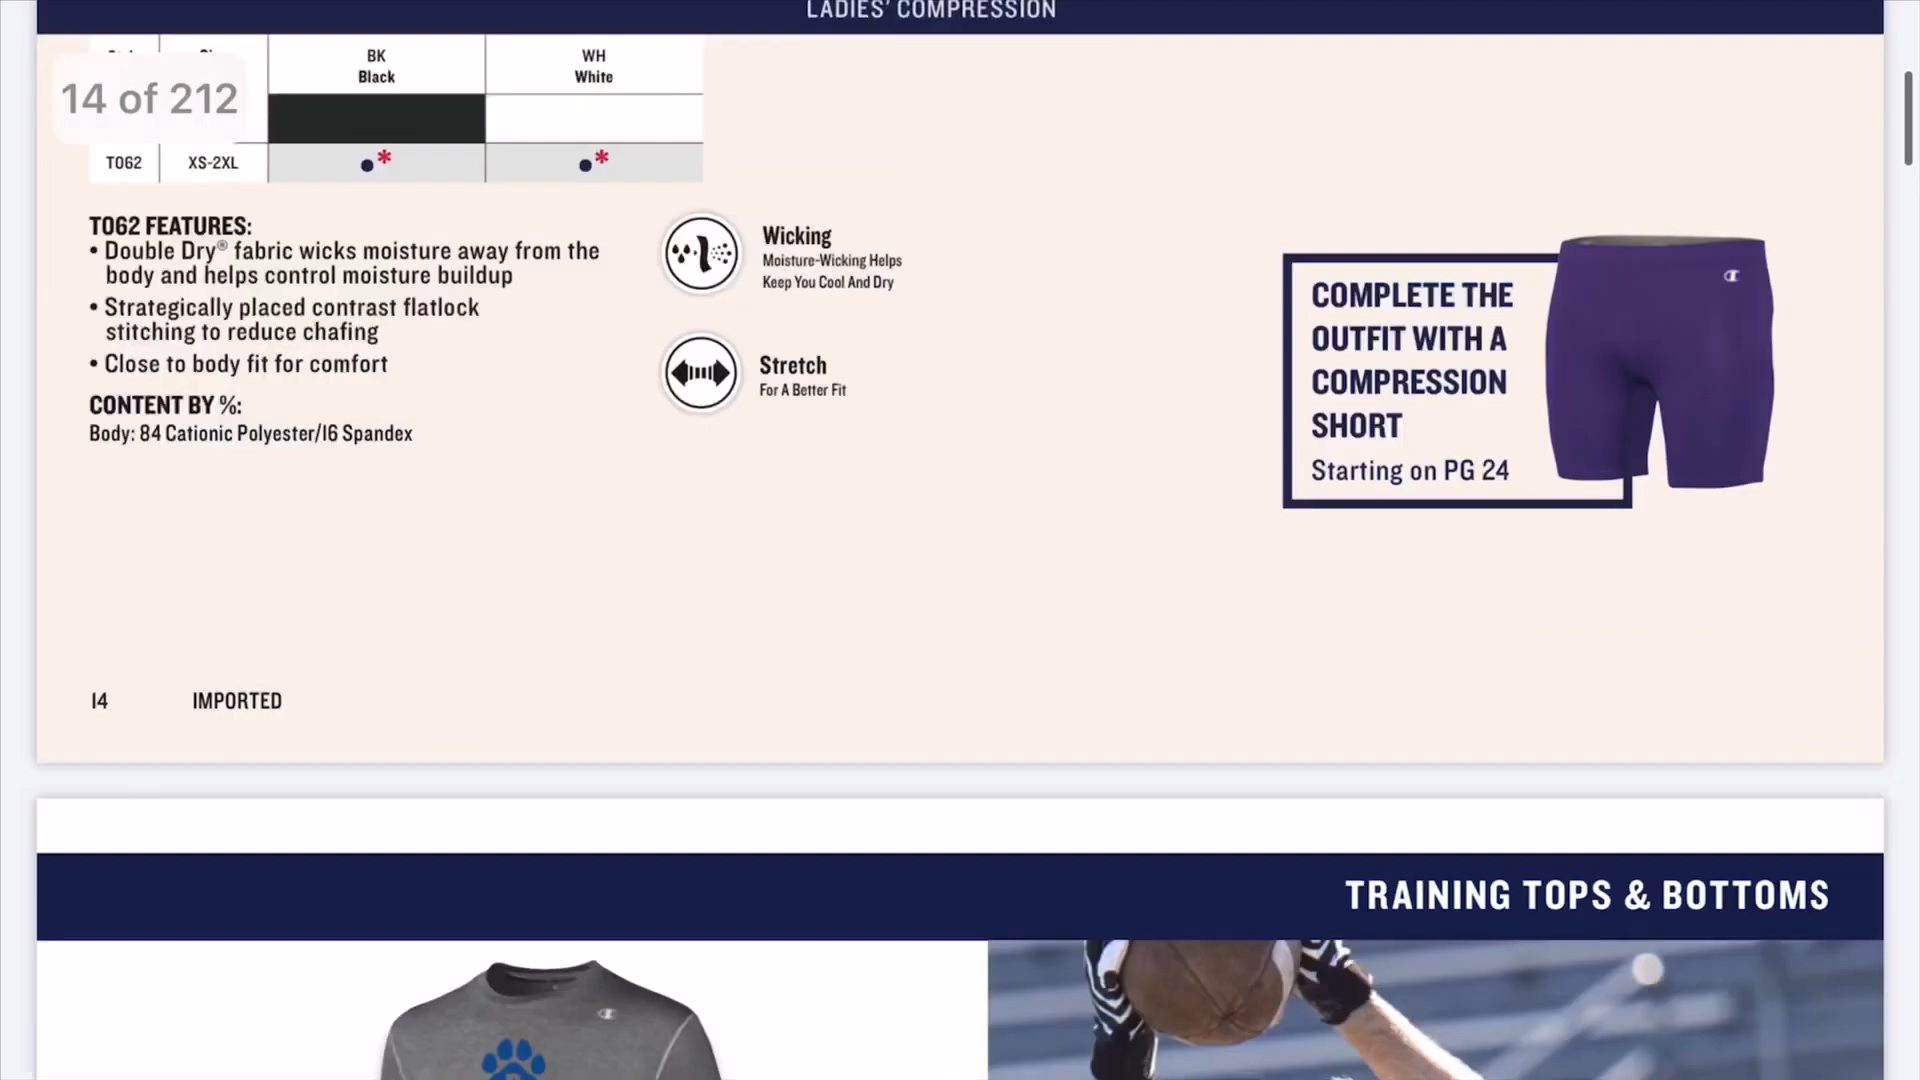 LADIES' COMPRESSION
BK
Black
WH
White
14 of 212
T062
XS-2XL
•*
•*
T062 FEATURES:
• Double Dry® fabric wicks moisture away from the
body and helps control moisture buildup
• Strategically placed contrast flatlock
stitching to reduce chafing
• Close to body fit for comfort
CONTENT BY %:
Body: 84 Cationic Polyester/16 Spandex
Wicking
Moisture-Wicking Helps
Keep You Cool And Dry
Stretch
For A Better Fit
COMPLETE THE
OUTFIT WITH A
COMPRESSION
SHORT
Starting on PG 24
14
IMPORTED
TRAINING TOPS & BOTTOMS